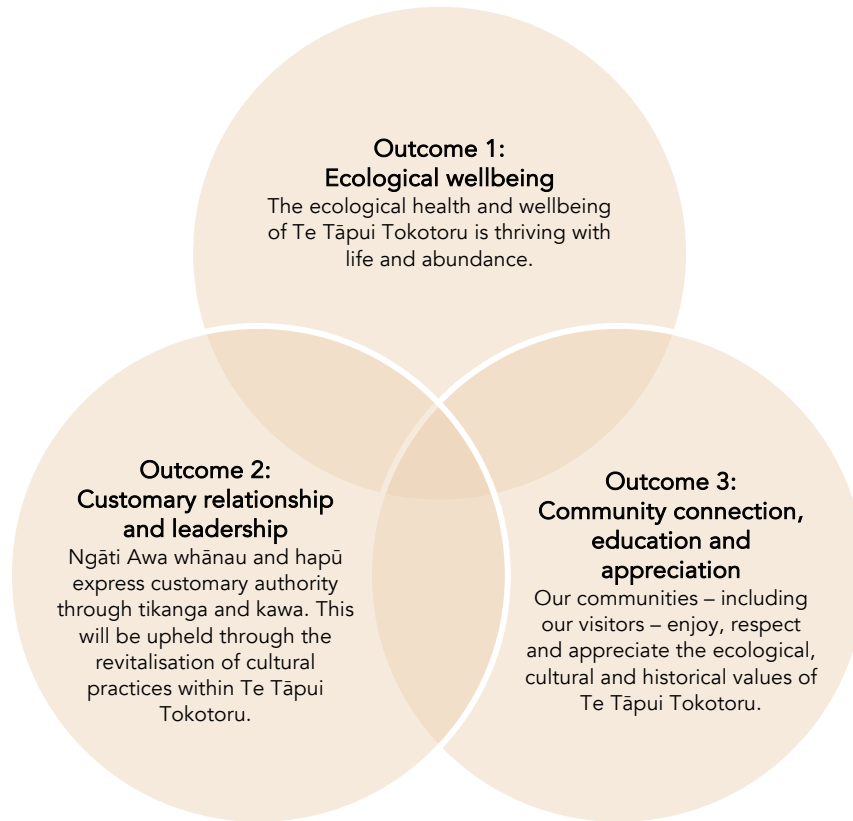 Outcome 1:
Ecological wellbeing
The ecological health and wellbeing
of Te Tāpui Tokotoru is thriving with
life and abundance.
Outcome 2:
Customary relationship
and leadership
Ngāti Awa whānau and hapū
express customary authority
through tikanga and kawa. This
will be upheld through the
revitalisation of cultural
practices within Te Tāpui
Tokotoru.
Outcome 3:
Community connection,
education and
appreciation
Our communities – including
our visitors – enjoy, respect
and appreciate the ecological,
cultural and historical values of
Te Tāpui Tokotoru.